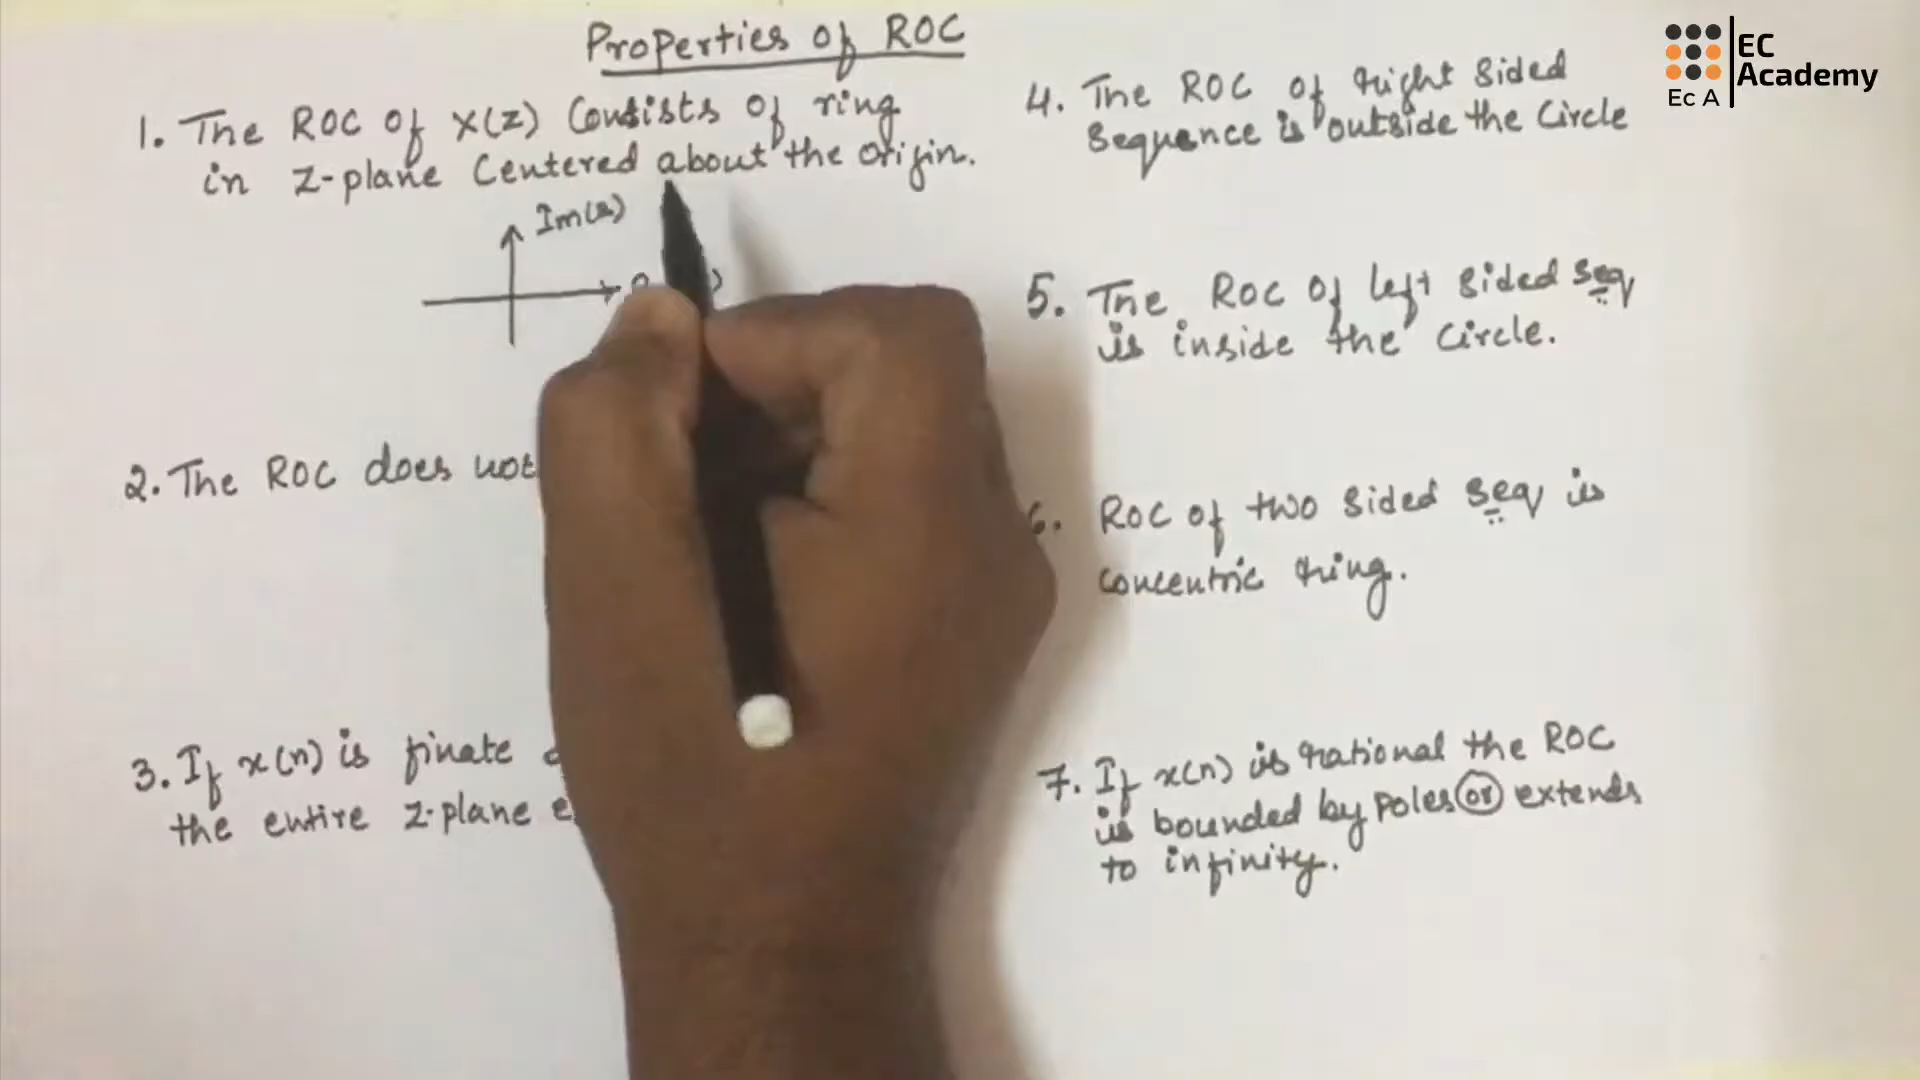 Properties of ROC
1. The ROC of X(z) Consists of ring
in z-plane Centered about the origin.
Im(z)
2. The ROC does not
3. If x(n) is finate
the entire z-plane
4. The ROC of right sided
sequence is outside the Circle
5. The ROC of left sided seq
is inside the Circle.
6. ROC of two sided seq is
concentric ring.
7. If x(n) is rational the ROC
is bounded by Poles or extends
to infinity.
EC
Academy
Ec A